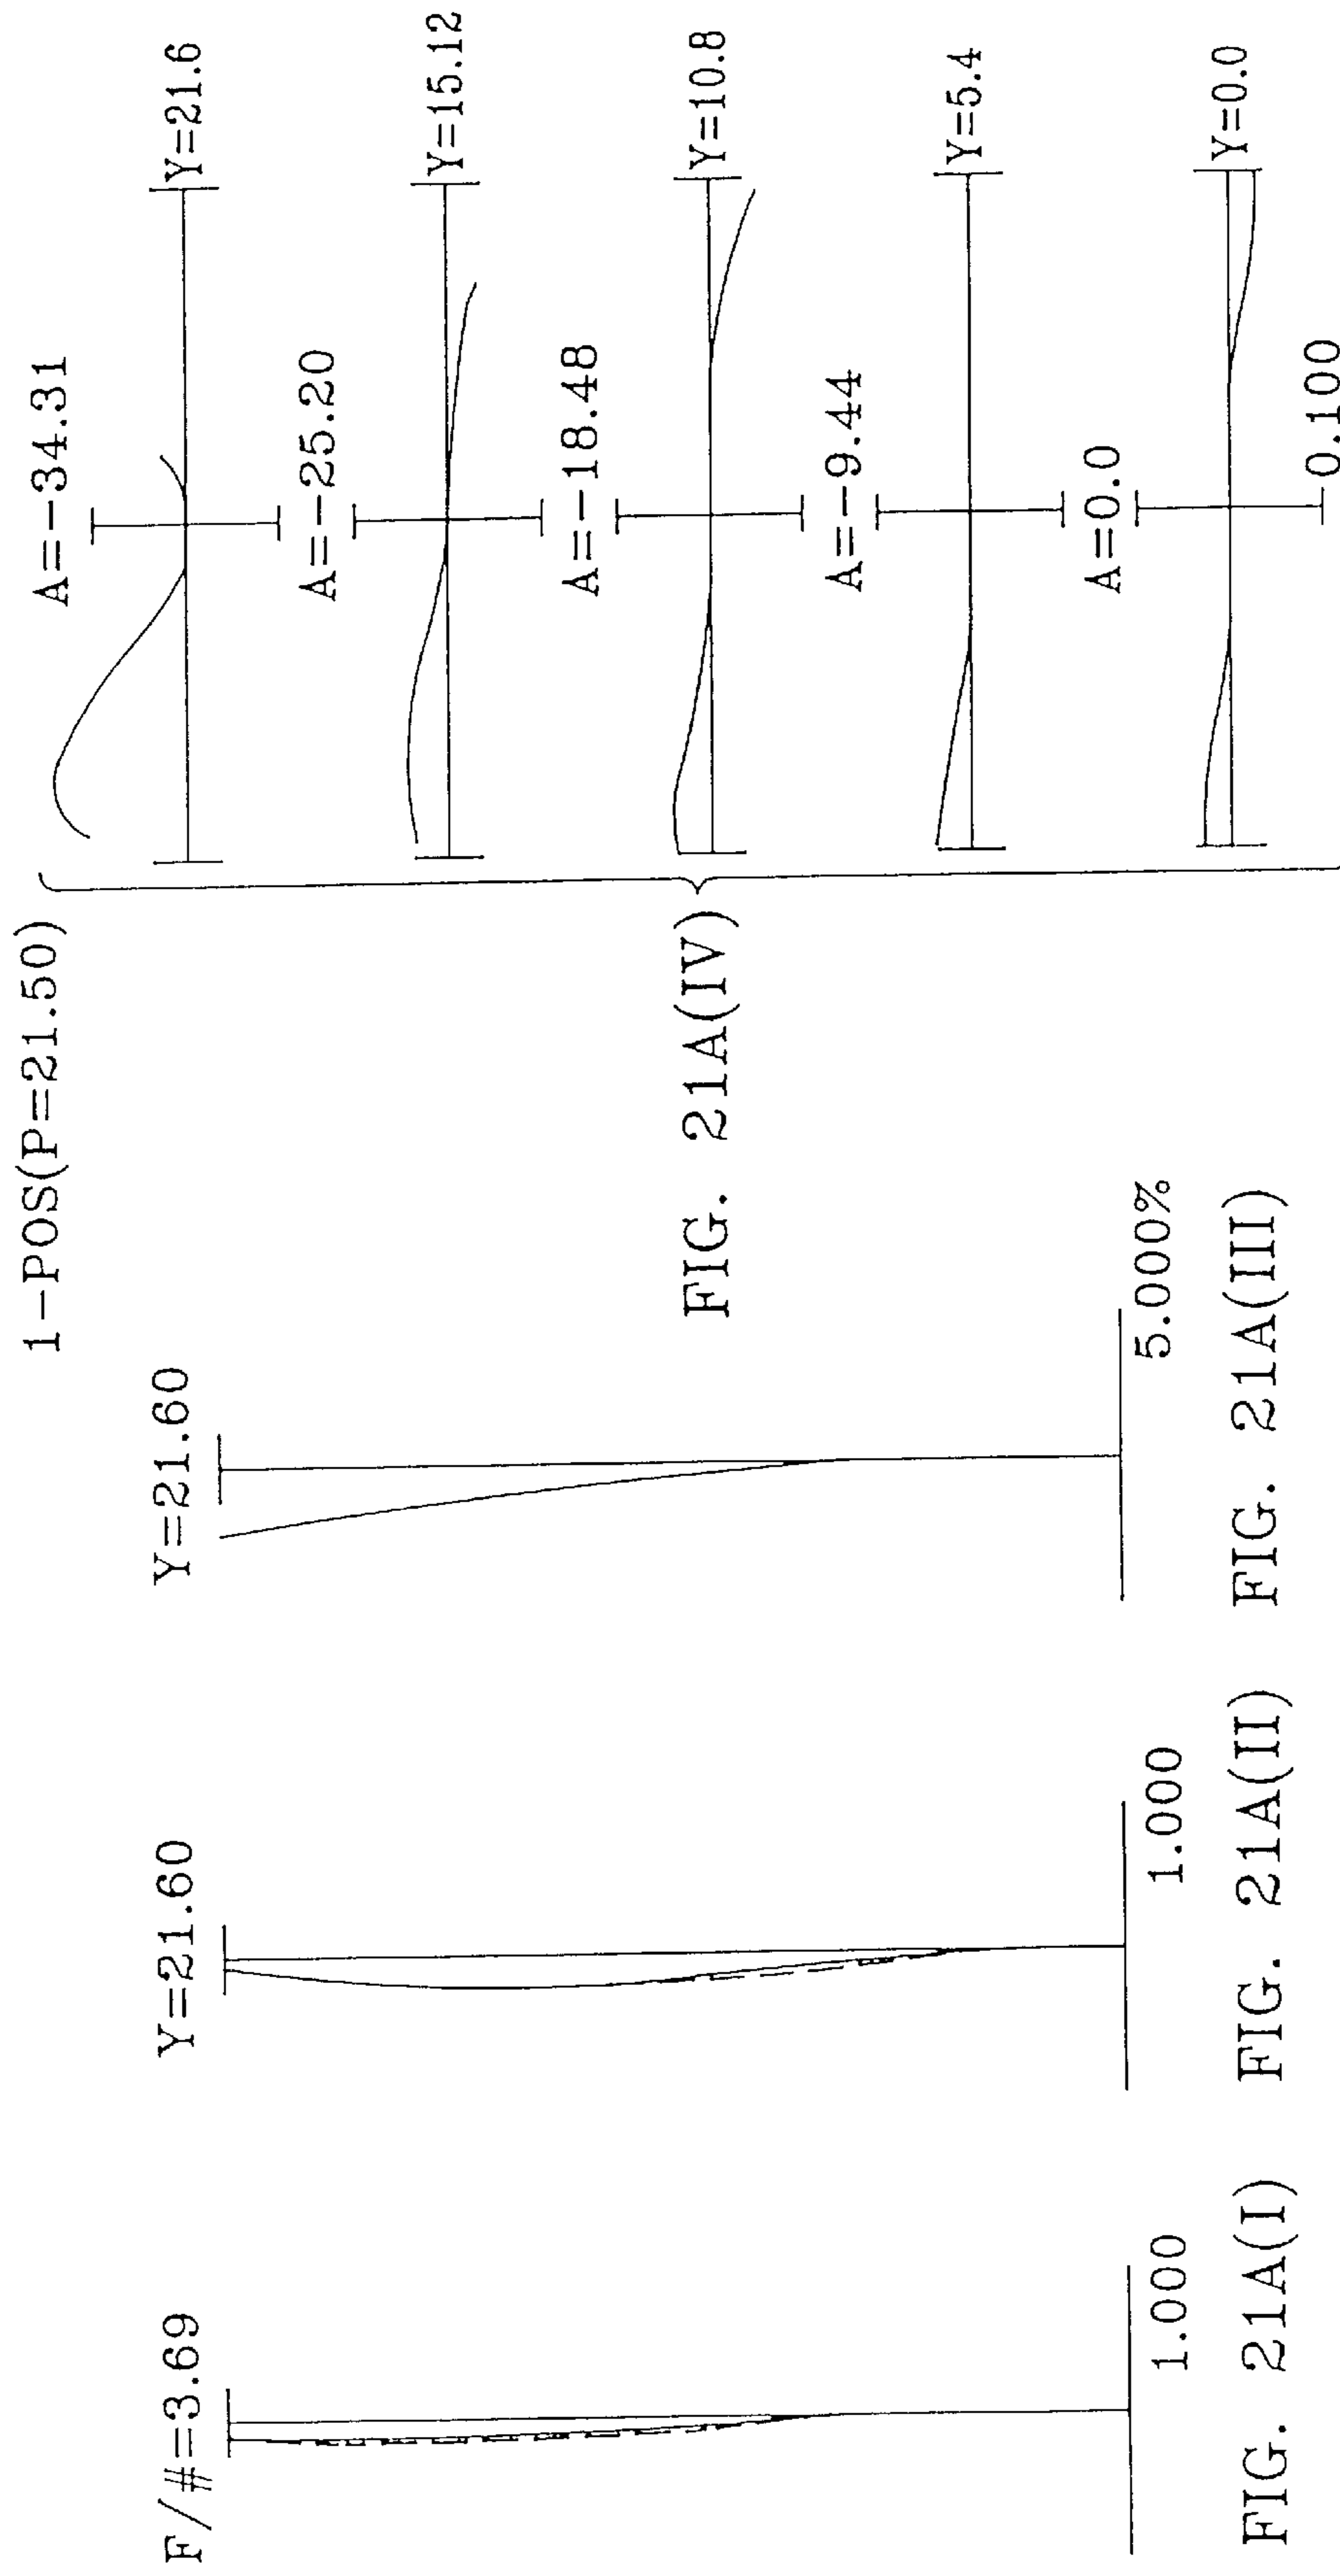 1-POS(P=21.50)
F/#=3.69
1.000
FIG. 21A(I)
Y=21.60
1.000
FIG. 21A(II)
Y=21.60
5.000%
FIG. 21A(III)
FIG. 21A(IV)
A=-34.31
Y=21.6
A=-25.20
Y=15.12
A=-18.48
Y=10.8
A=-9.44
Y=5.4
A=0.0
Y=0.0
0.100